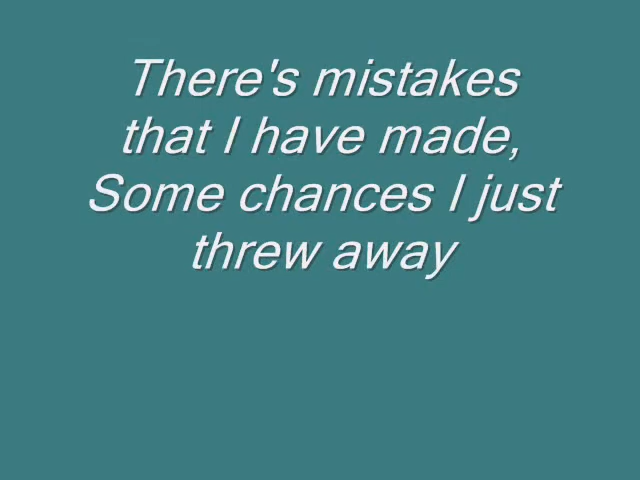 There's mistakes
that I have made,
Some chances I just
threw away